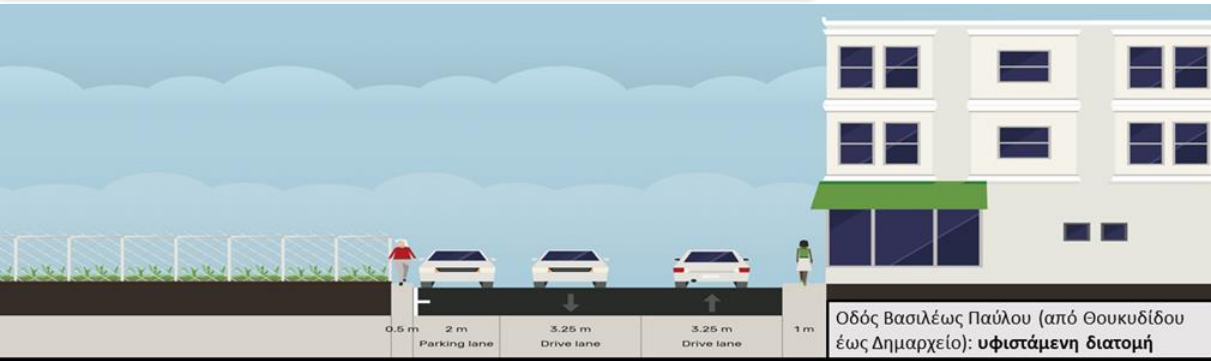 0.5 m 2 m 3.25 m 3.25 m 1 m
Parking lane Drive lane Drive lane
Οδός Βασιλέως Παύλου (από Θουκυδίδου
έως Δημαρχείο): υφιστάμενη διατομή